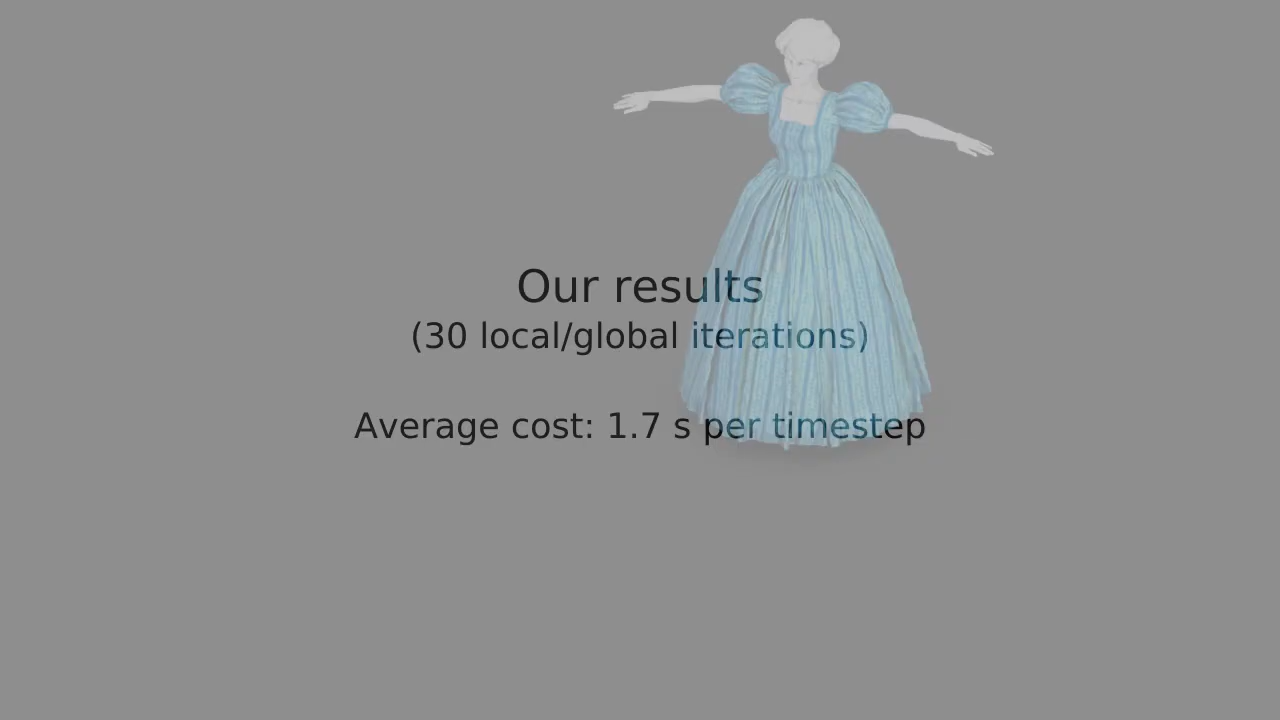 Our results
(30 local/global iterations)
Average cost: 1.7 s per timestep